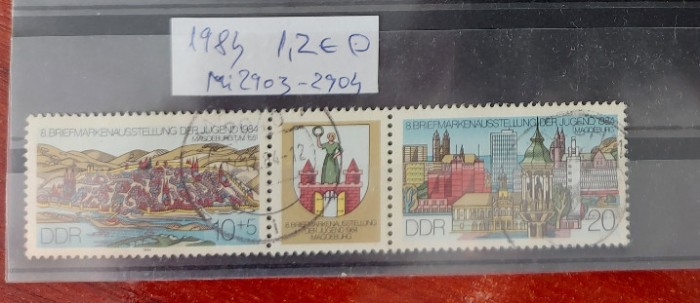 1984 1,2€
Mi 2903-2904
8. BRIEFMARKENAUSSTELLUNG DER JUGEND 1984
MAGDEBURG UM
10+5
DDR
8. BRIEFMARKENAUSSTELLUNG
DER JUGEND 1984
MAGDEBURG
8. BRIEFMARKENAUSSTELLUNG DER JUGEND 1984
MAGDEBURG
DDR
20